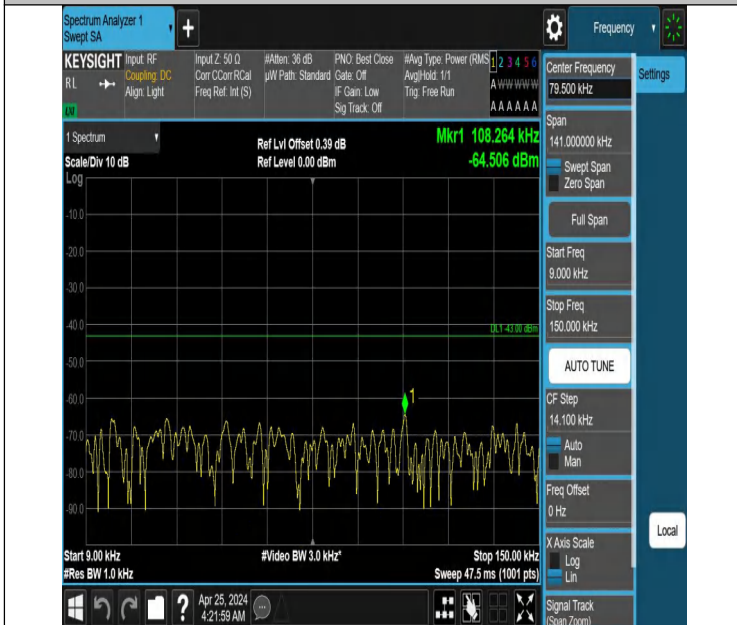 Spectrum Analyzer 1
Swept SA
+
Frequency
KEYSIGHT
RL
Input: RF
Coupling: DC
Align: Light
Input Z: 50 Ω
Corr CCorr RCal
Freq Ref: Int (S)
#Atten: 36 dB
µW Path: Standard
PNO: Best Close
Gate: Off
IF Gain: Low
Sig Track: Off
#Avg Type: Power (RMS
Avg|Hold: 1/1
Trig: Free Run
1 2 3 4 5 6
A W W W W W
A A A A A A
1 Spectrum
Scale/Div 10 dB
Log
Ref Lvl Offset 0.39 dB
Ref Level 0.00 dBm
Mkr1 108.264 kHz
-64.506 dBm
-10.0
-20.0
-30.0
-40.0
DL1 -43.00 dBm
-50.0
-60.0
1
-70.0
-80.0
-90.0
Start 9.00 kHz
#Video BW 3.0 kHz*
Stop 150.00 kHz
#Res BW 1.0 kHz
Sweep 47.5 ms (1001 pts)
?
Apr 25, 2024
4:21:59 AM
Center Frequency
79.500 kHz
Settings
Span
141.000000 kHz
Swept Span
Zero Span
Full Span
Start Freq
9.000 kHz
Stop Freq
150.000 kHz
AUTO TUNE
CF Step
14.100 kHz
Auto
Man
Freq Offset
0 Hz
Local
X Axis Scale
Log
Lin
Signal Track
(Span Zoom)